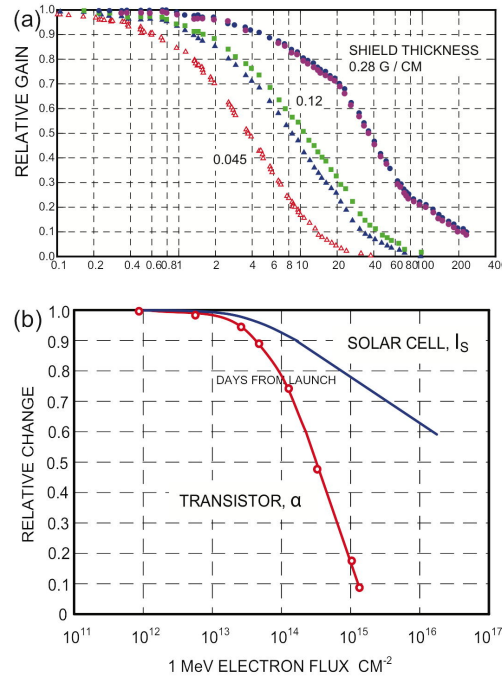 (a)
RELATIVE GAIN
1.0
0.9
0.8
0.7
0.6
0.5
0.4
0.3
0.2
0.1
0.0
SHIELD THICKNESS
0.28 G / CM
0.12
0.045
0.1 0.2 0.4 0.6 0.8 1 2 4 6 8 10 20 40 60 80 100 200 400
(b)
RELATIVE CHANGE
1.0
0.9
0.8
0.7
0.6
0.5
0.4
0.3
0.2
0.1
0
SOLAR CELL, I_S
DAYS FROM LAUNCH
TRANSISTOR, α
10¹¹ 10¹² 10¹³ 10¹⁴ 10¹⁵ 10¹⁶ 10¹⁷
1 MeV ELECTRON FLUX CM⁻²